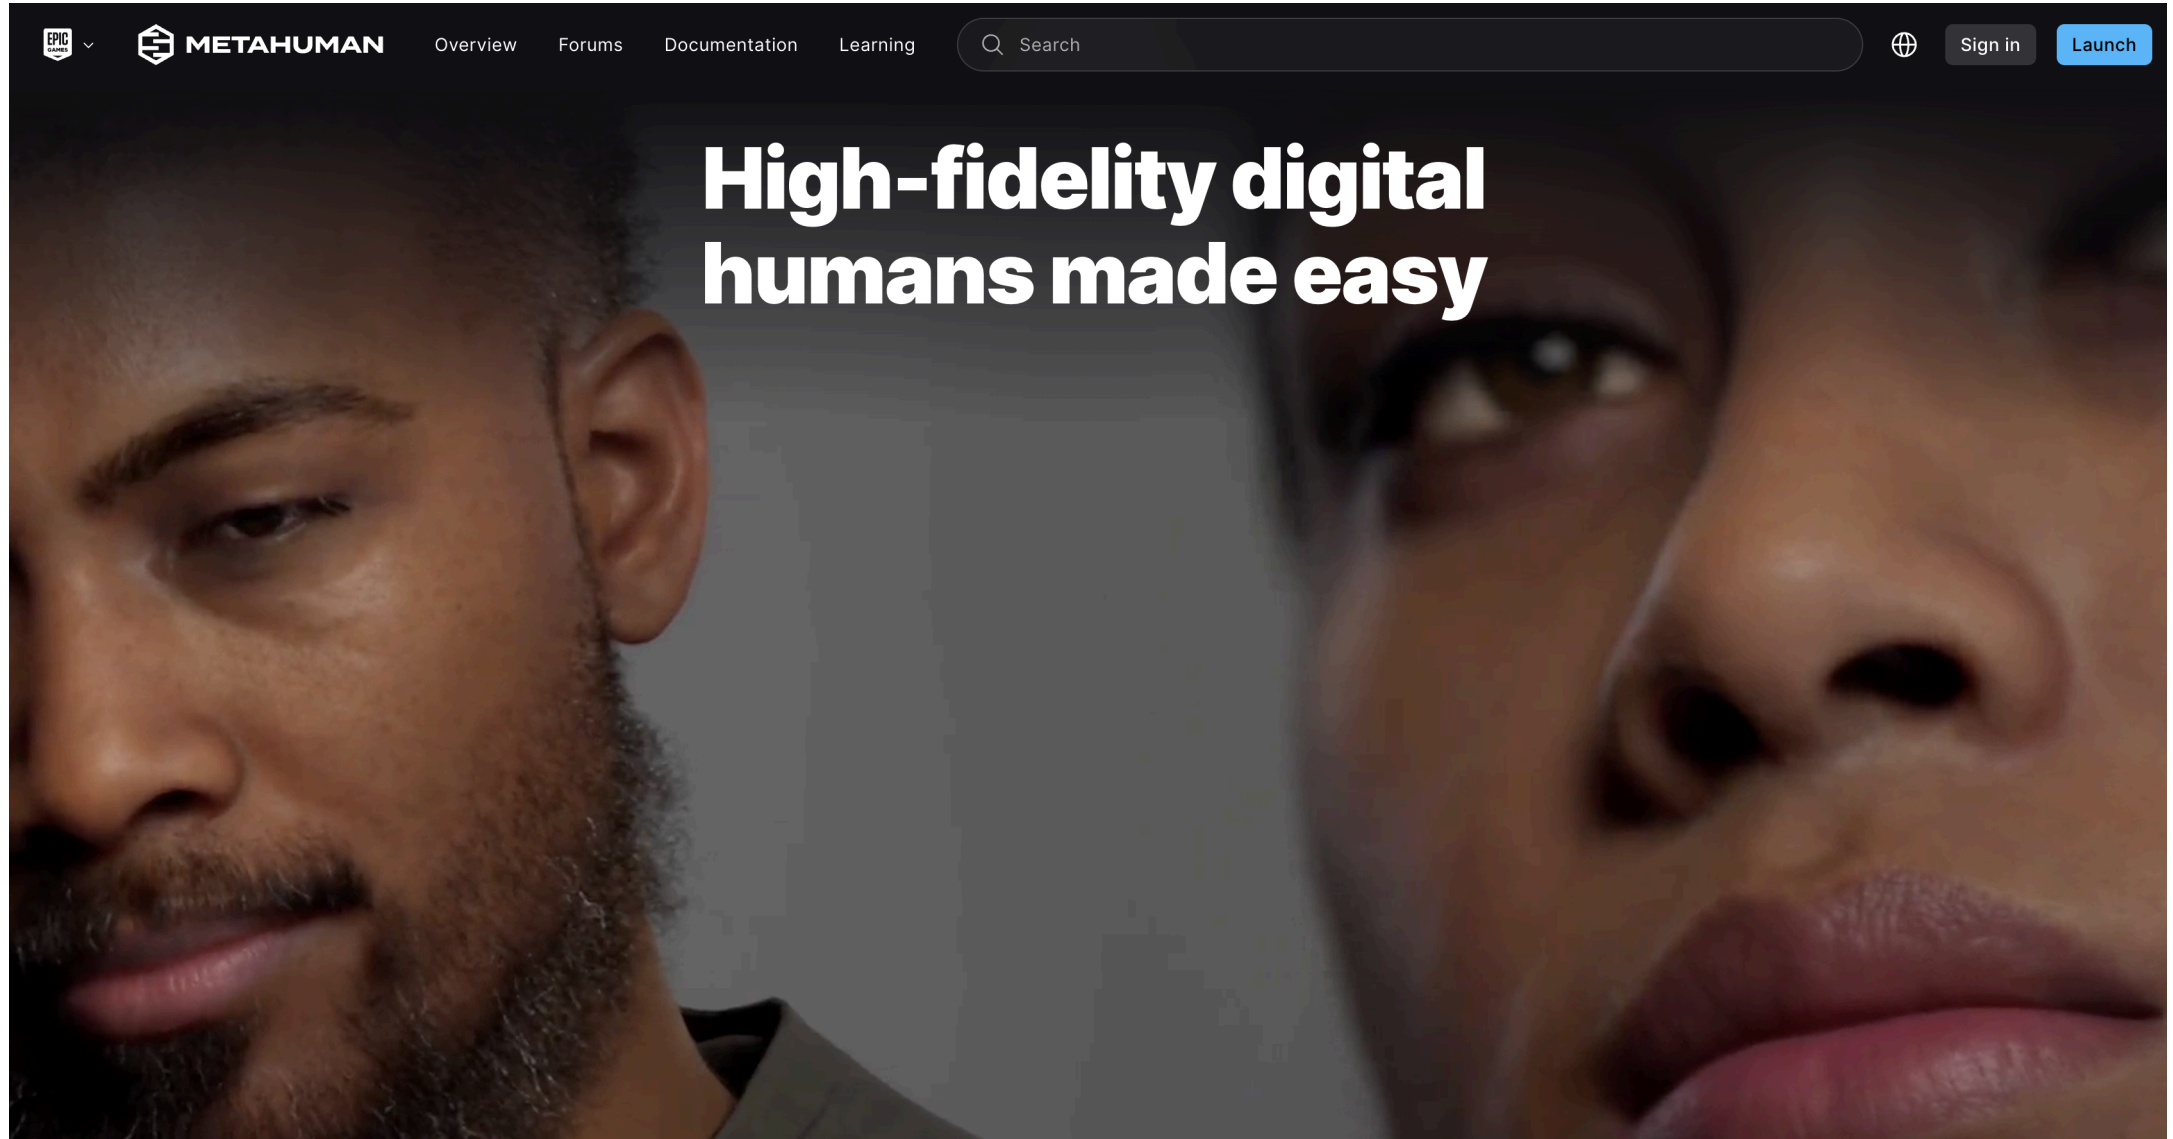 EPIC
GAMES
METAHUMAN
Overview
Forums
Documentation
Learning
Search
Sign in
Launch
High-fidelity digital
humans made easy